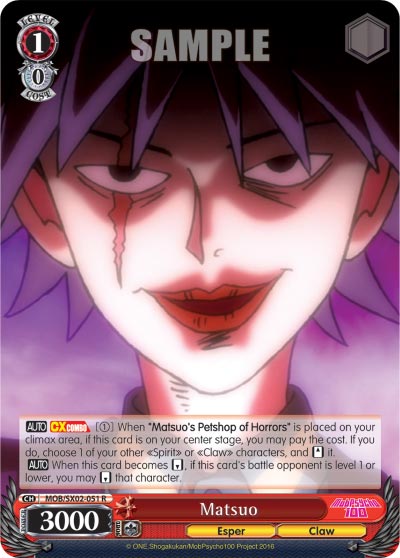 LEVEL
1
0
COST
SAMPLE
AUTO CX COMBO [①] When "Matsuo's Petshop of Horrors" is placed on your
climax area, if this card is on your center stage, you may pay the cost. If you
do, choose 1 of your other «Spirit» or «Claw» characters, and it.
AUTO When this card becomes, if this card's battle opponent is level 1 or
lower, you may that character.
CH MOB/SX02-051 R
POWER 3000
Matsuo
MobPsycho
100
Esper
Claw
© ONE,Shogakukan/MobPsycho100 Project 2016